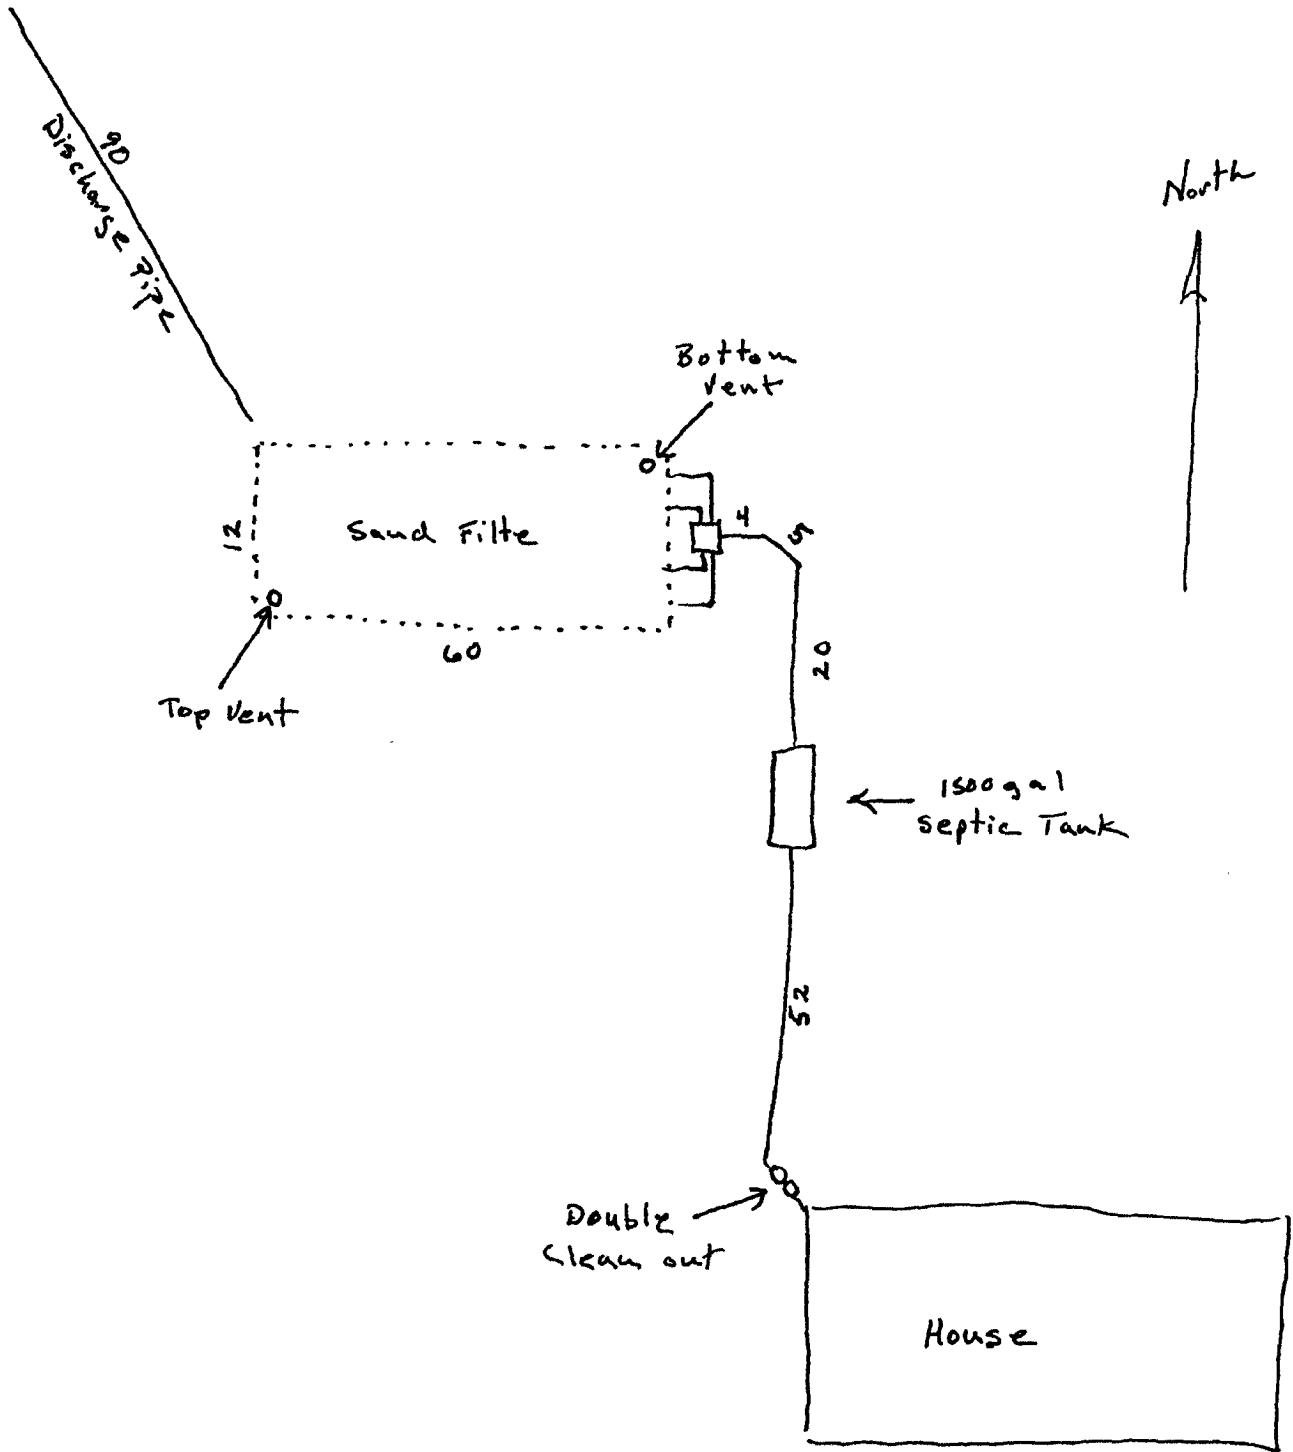 90
Discharge Pipe
North
Bottom
Vent
12
Sand Filte
4
5
60
20
Top Vent
1500 gal
Septic Tank
52
Double
Clean out
House